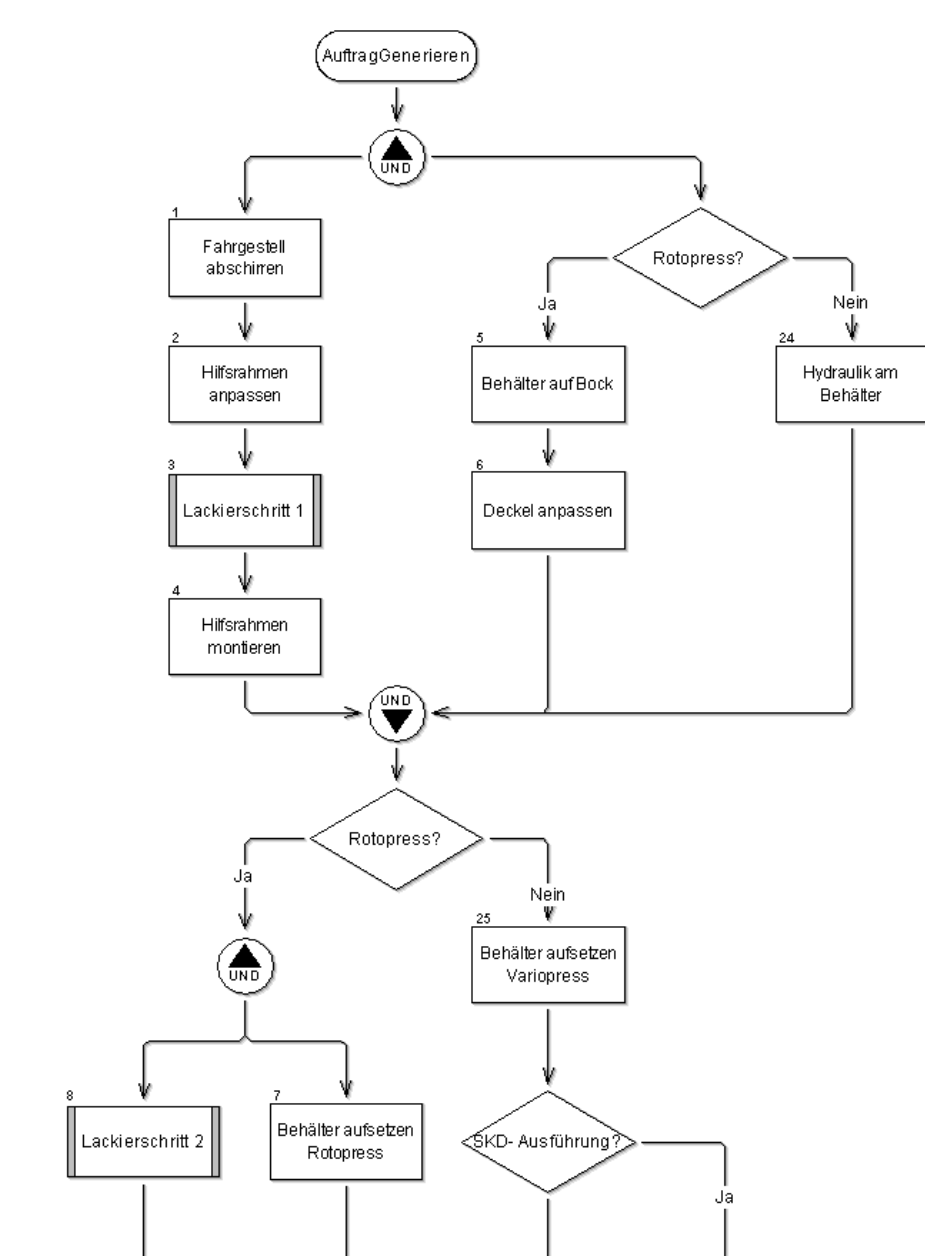 AuftragGenerieren
UND
1
Fahrgestell
abschirren
Rotopress?
Ja
Nein
2
Hilfsrahmen
anpassen
5
Behälter auf Bock
24
Hydraulik am
Behälter
3
Lackierschritt 1
6
Deckel anpassen
4
Hilfsrahmen
montieren
UND
Rotopress?
Ja
Nein
UND
25
Behälter aufsetzen
Variopress
8
Lackierschritt 2
7
Behälter aufsetzen
Rotopress
SKD- Ausführung?
Ja